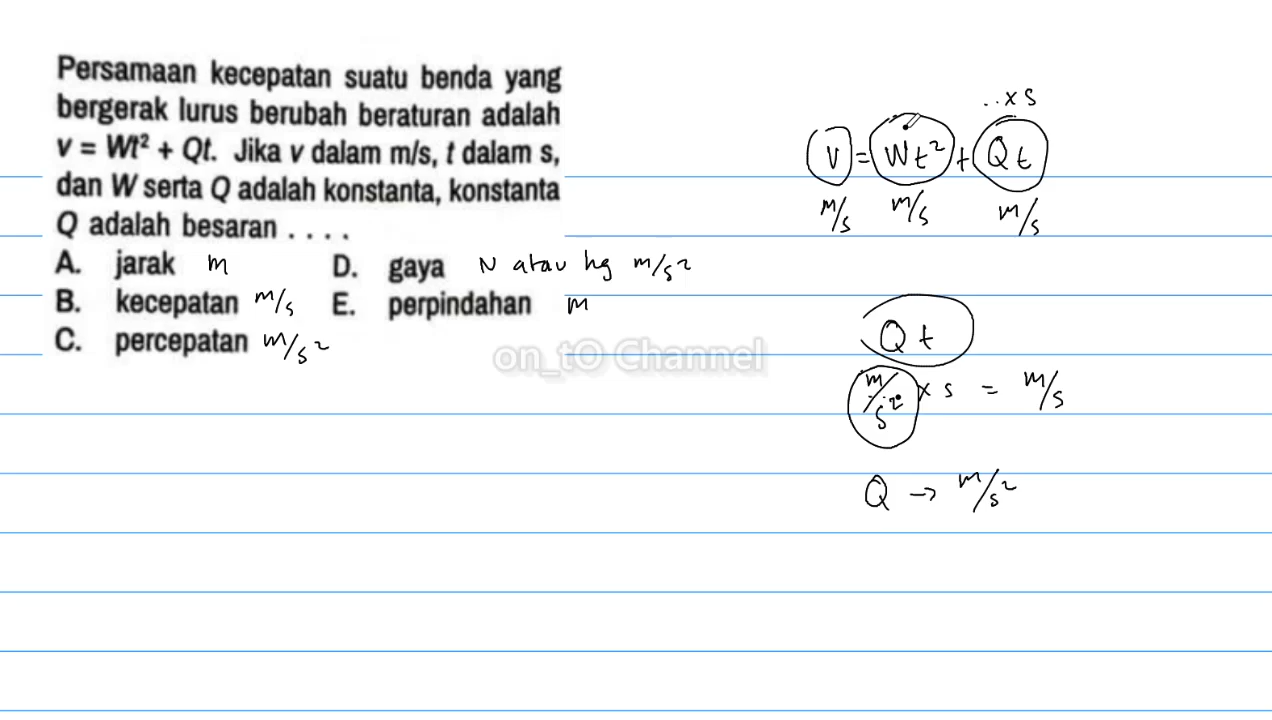 Persamaan kecepatan suatu benda yang
bergerak lurus berubah beraturan adalah
v = Wt² + Qt. Jika v dalam m/s, t dalam s,
dan W serta Q adalah konstanta, konstanta
Q adalah besaran . . . .
A. jarak m D. gaya N atau kg m/s²
B. kecepatan m/s E. perpindahan m
C. percepatan m/s²
..x s
v = Wt² + Qt
m/s m/s m/s
Q t
m/s² x s = m/s
Q → m/s²
on_tO Channel